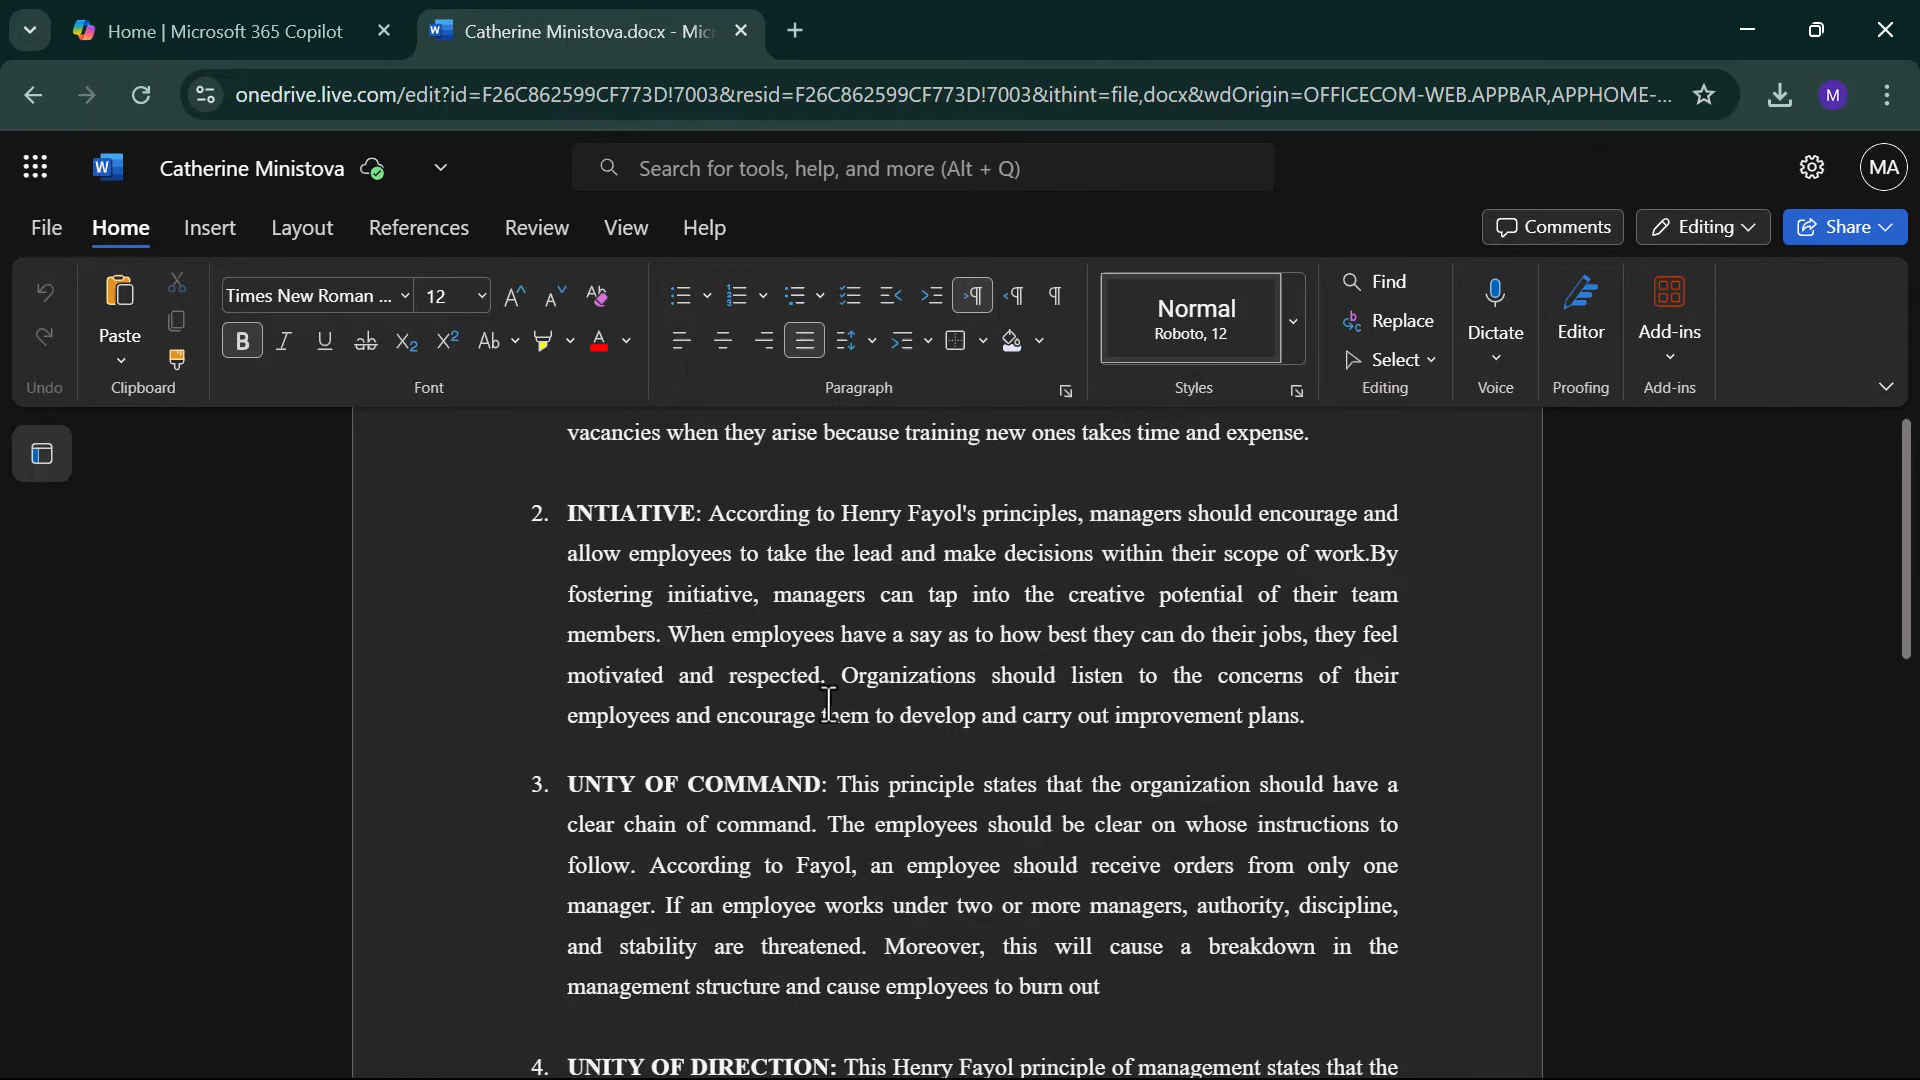 Home | Microsoft 365 Copilot
Catherine Ministova.docx - Mic
onedrive.live.com/edit?id=F26C862599CF773D!7003&resid=F26C862599CF773D!7003&ithint=file,docx&wdOrigin=OFFICECOM-WEB.APPBAR,APPHOME-...
M
W Catherine Ministova
Search for tools, help, and more (Alt + Q)
MA
File Home Insert Layout References Review View Help
Comments Editing Share
Times New Roman ... 12
Normal
Roboto, 12
Find
Replace
Select
Paste
Dictate
Editor
Add-ins
Undo Clipboard Font Paragraph Styles Editing Voice Proofing Add-ins
vacancies when they arise because training new ones takes time and expense.
2. INTIATIVE: According to Henry Fayol's principles, managers should encourage and
allow employees to take the lead and make decisions within their scope of work.By
fostering initiative, managers can tap into the creative potential of their team
members. When employees have a say as to how best they can do their jobs, they feel
motivated and respected. Organizations should listen to the concerns of their
employees and encourage them to develop and carry out improvement plans.
3. UNTY OF COMMAND: This principle states that the organization should have a
clear chain of command. The employees should be clear on whose instructions to
follow. According to Fayol, an employee should receive orders from only one
manager. If an employee works under two or more managers, authority, discipline,
and stability are threatened. Moreover, this will cause a breakdown in the
management structure and cause employees to burn out
4. UNITY OF DIRECTION: This Henry Fayol principle of management states that the